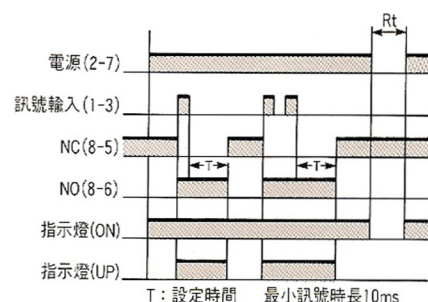 Rt
電源(2-7)
訊號輸入(1-3)
NC(8-5)
T T
NO(8-6)
指示燈(ON)
指示燈(UP)
T：設定時間 最小訊號時長10ms